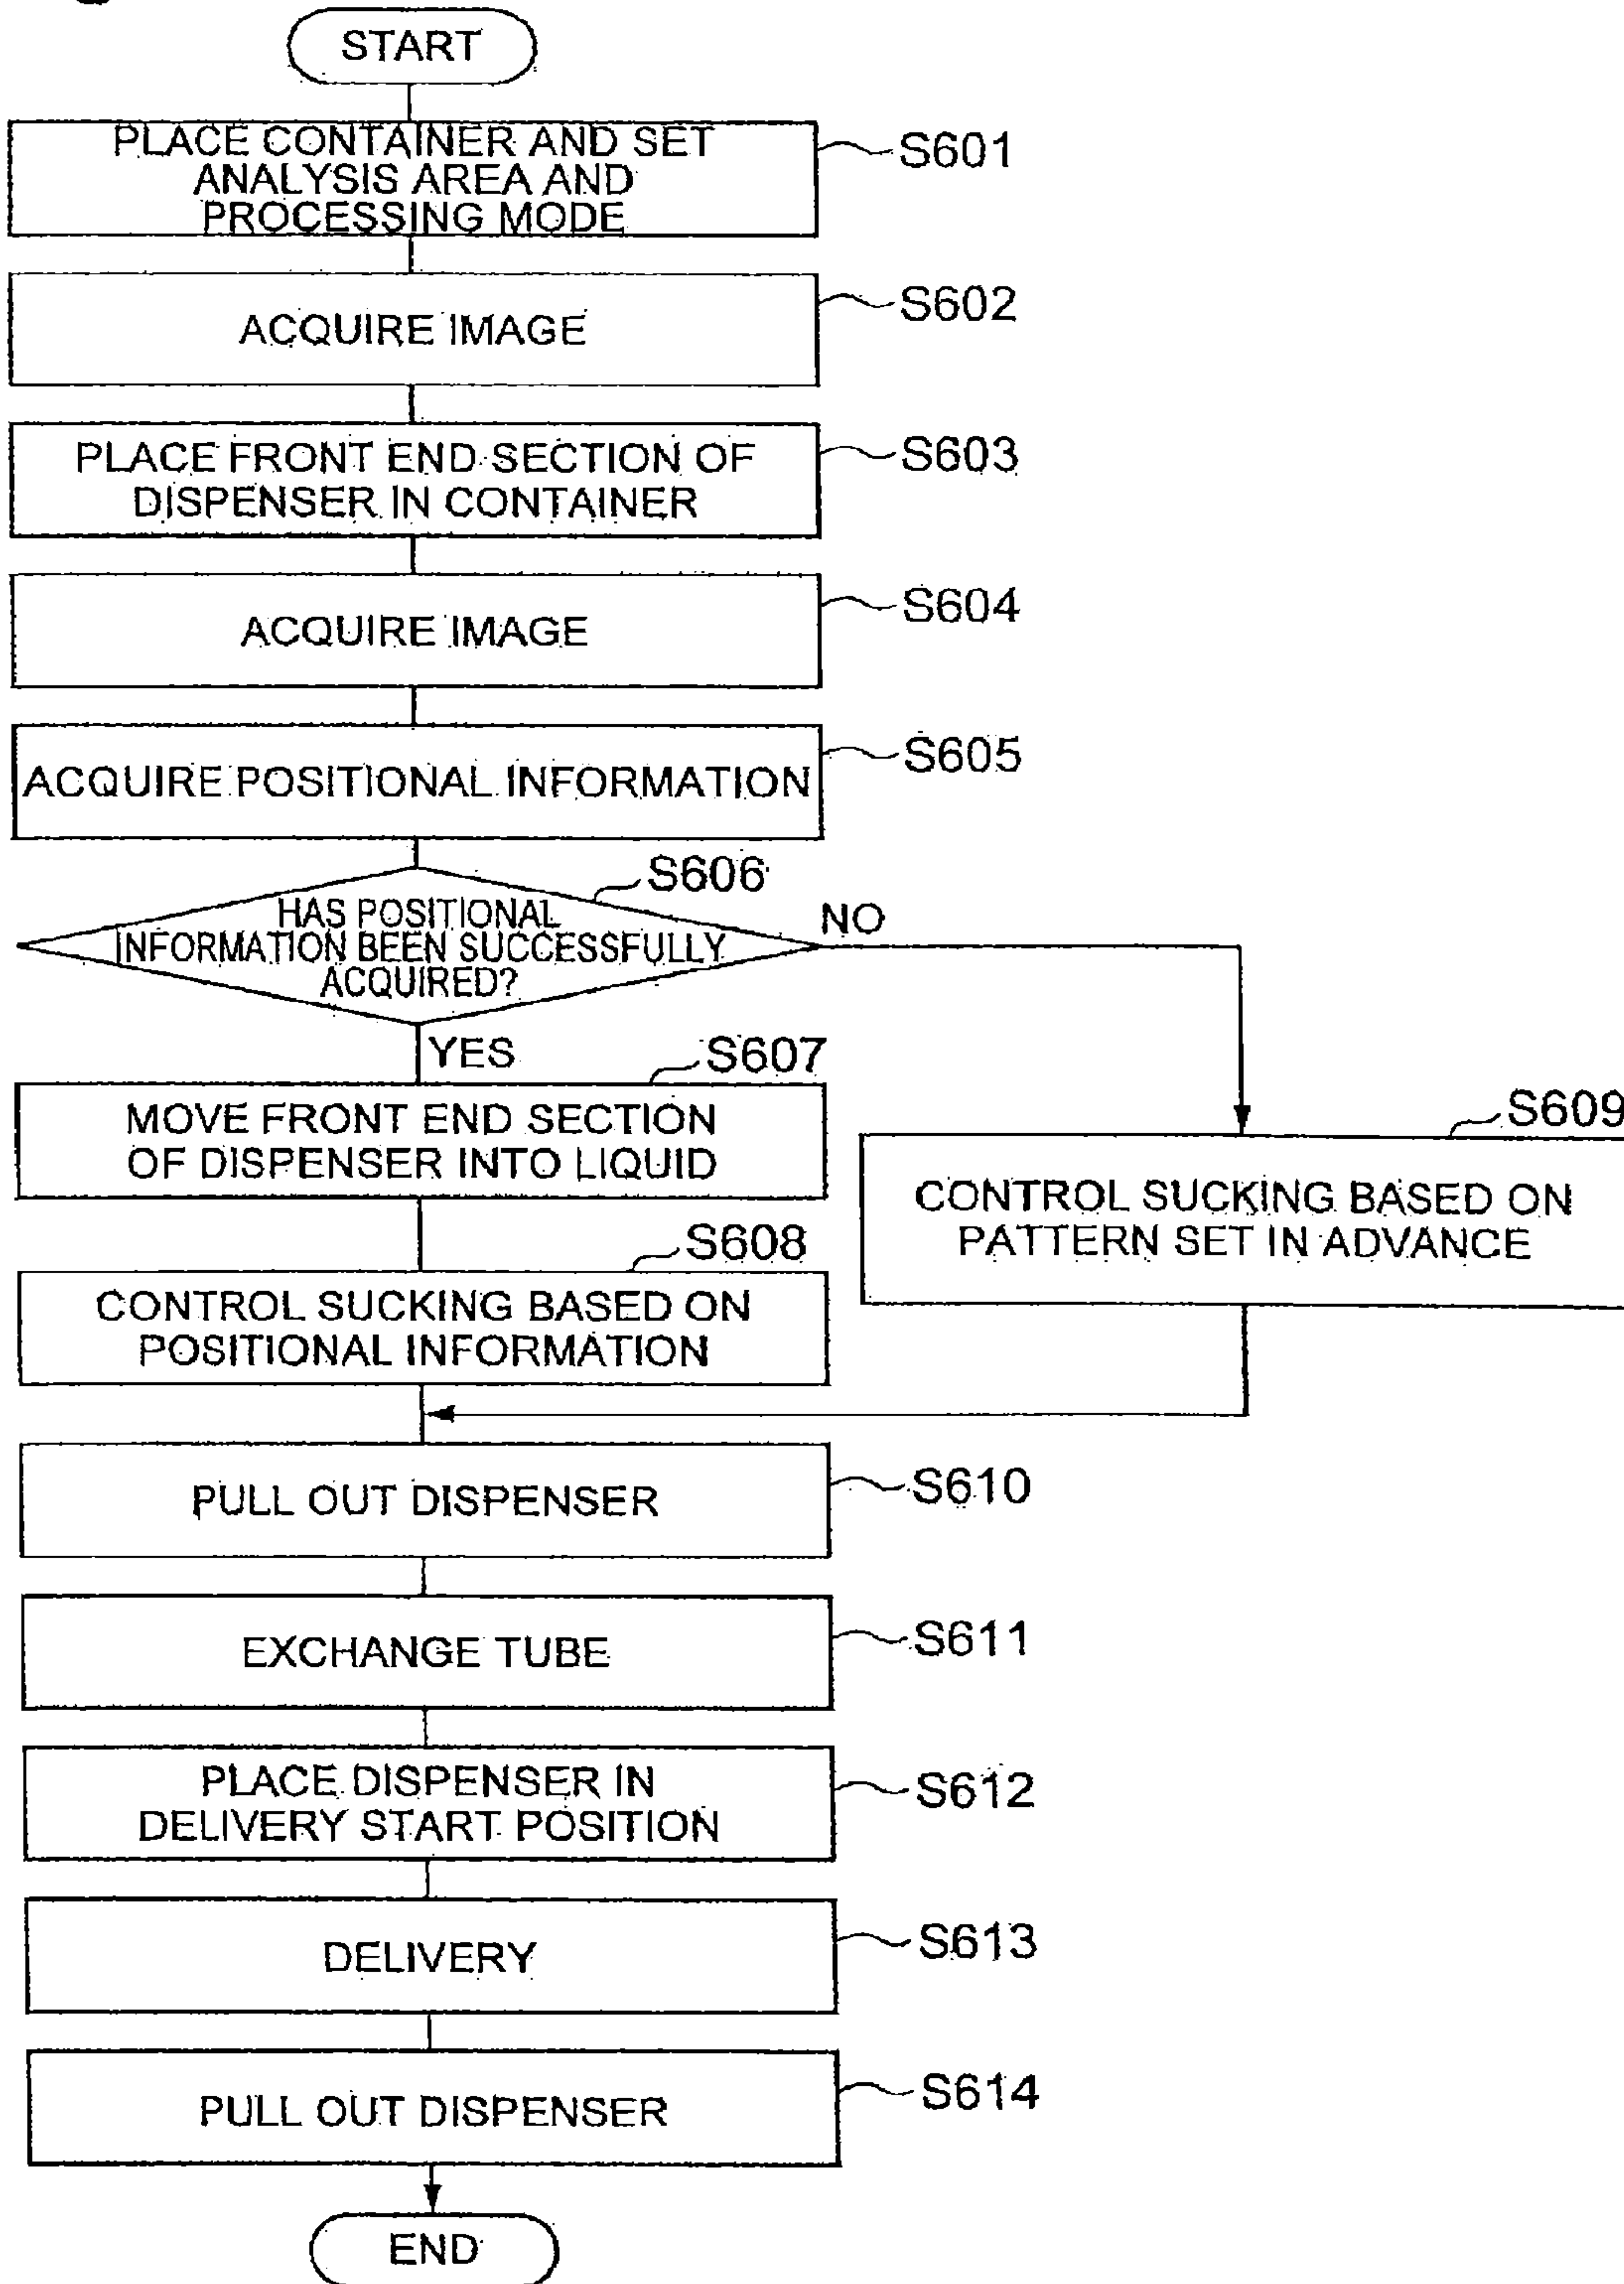 START
PLACE CONTAINER AND SET
ANALYSIS AREA AND
PROCESSING MODE
S601
ACQUIRE IMAGE
S602
PLACE FRONT END SECTION OF
DISPENSER IN CONTAINER
S603
ACQUIRE IMAGE
S604
ACQUIRE POSITIONAL INFORMATION
S605
S606
HAS POSITIONAL
INFORMATION BEEN SUCCESSFULLY
ACQUIRED?
NO
YES
S607
MOVE FRONT END SECTION
OF DISPENSER INTO LIQUID
S609
CONTROL SUCKING BASED ON
PATTERN SET IN ADVANCE
S608
CONTROL SUCKING BASED ON
POSITIONAL INFORMATION
PULL OUT DISPENSER
S610
EXCHANGE TUBE
S611
PLACE DISPENSER IN
DELIVERY START POSITION
S612
DELIVERY
S613
PULL OUT DISPENSER
S614
END